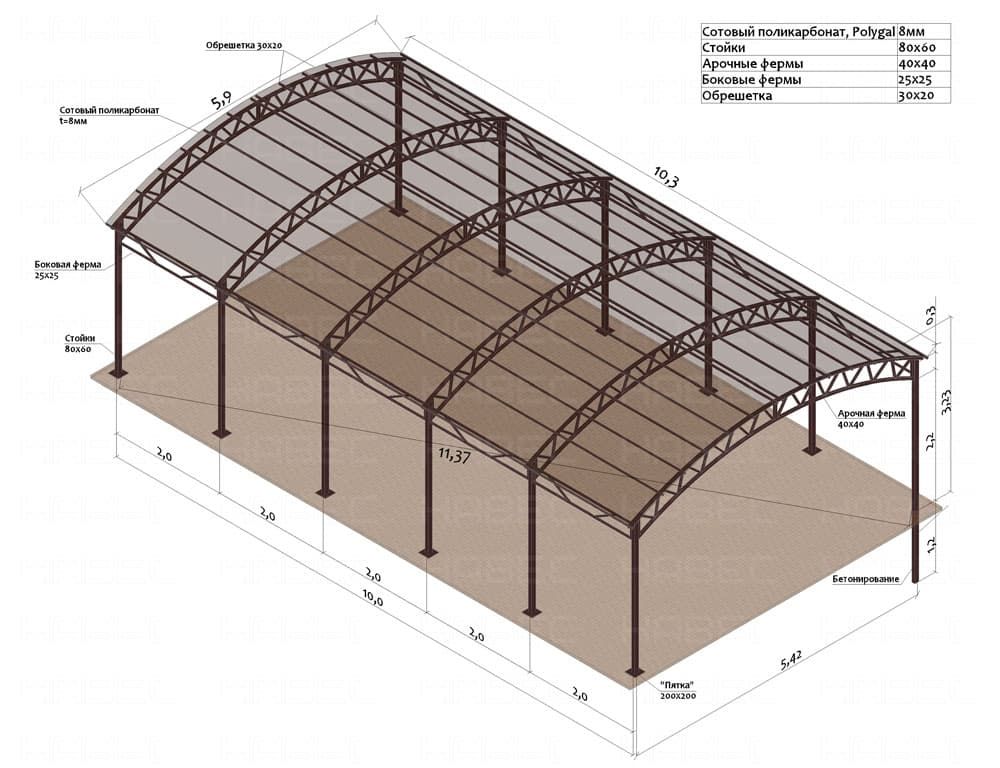 Сотовый поликарбонат, Polygal 8мм
Стойки 80х60
Арочные фермы 40х40
Боковые фермы 25х25
Обрешетка 30х20
Обрешетка 30х20
5,9
Сотовый поликарбонат
t=8мм
10,3
Боковая ферма
25х25
0,3
Стойки
80х60
3,23
Арочная ферма
40х40
2,2
11,37
2,0
2,0
1,2
2,0
Бетонирование
10,0
2,0
5,42
"Пятка"
200х200
2,0